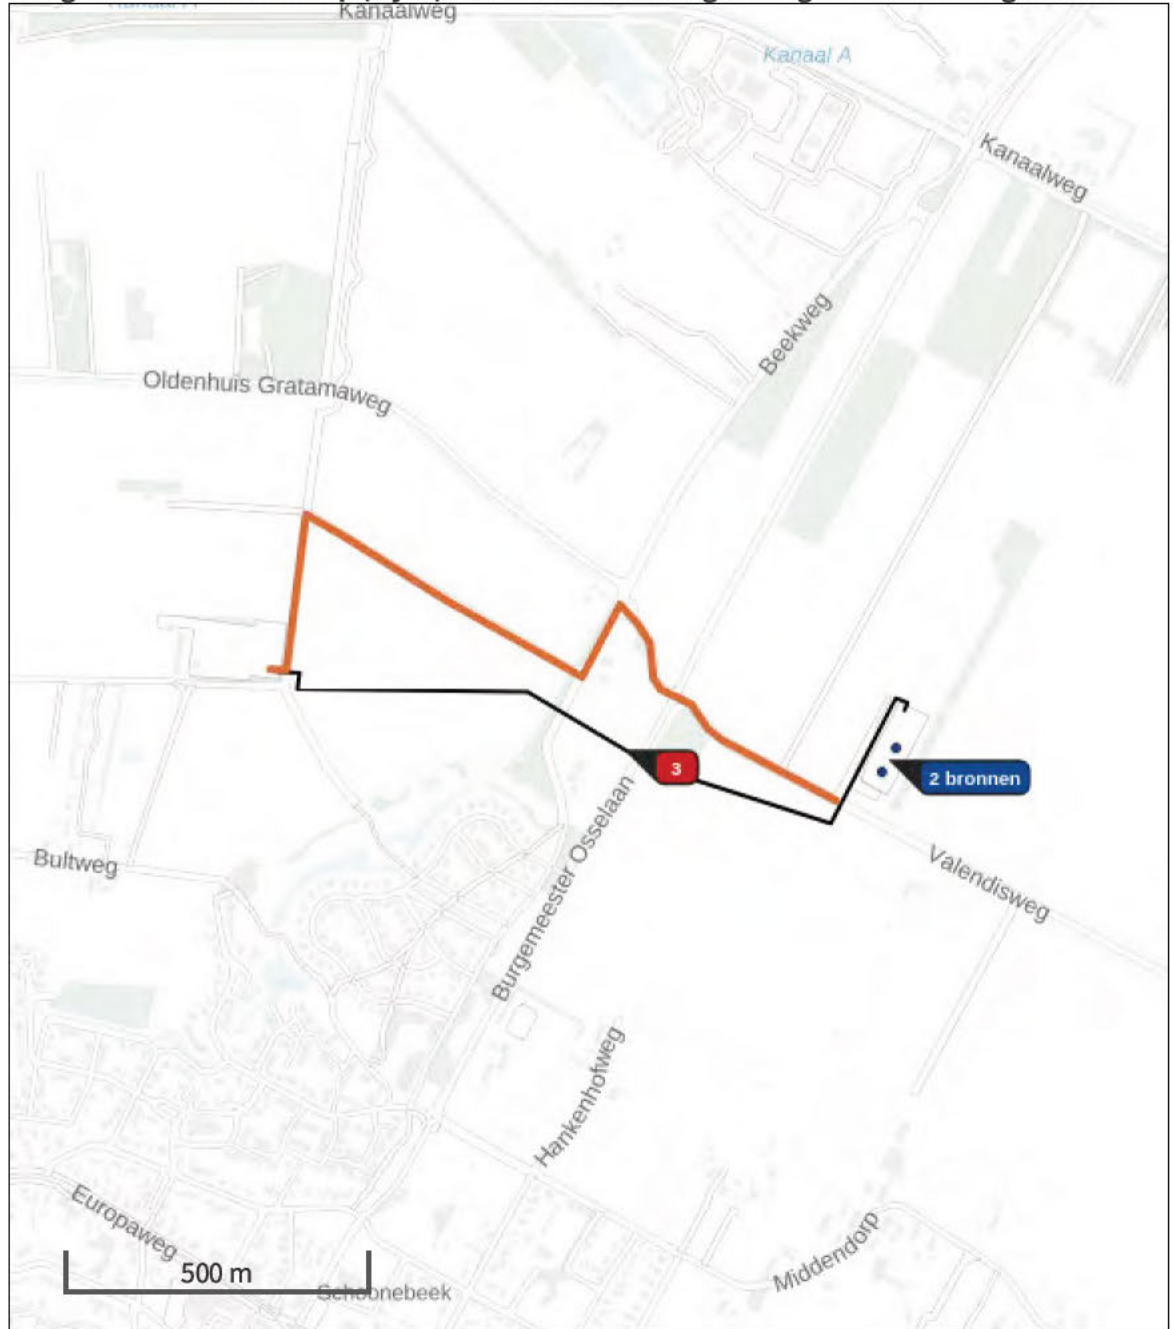 Kanaalweg
Kanaal A
Kanaalweg
Beekweg
Oldenhuis Gratamaweg
3
2 bronnen
Burgemeester Osselaan
Valendisweg
Bultweg
Hankenhofweg
Europaweg
Middendorp
500 m
Schoonebeek